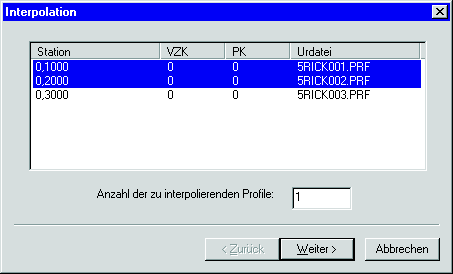 Interpolation
Station VZK PK Urdatei
0,1000 0 0 5RICK001.PRF
0,2000 0 0 5RICK002.PRF
0,3000 0 0 5RICK003.PRF
Anzahl der zu interpolierenden Profile: 1
< Zurück Weiter > Abbrechen